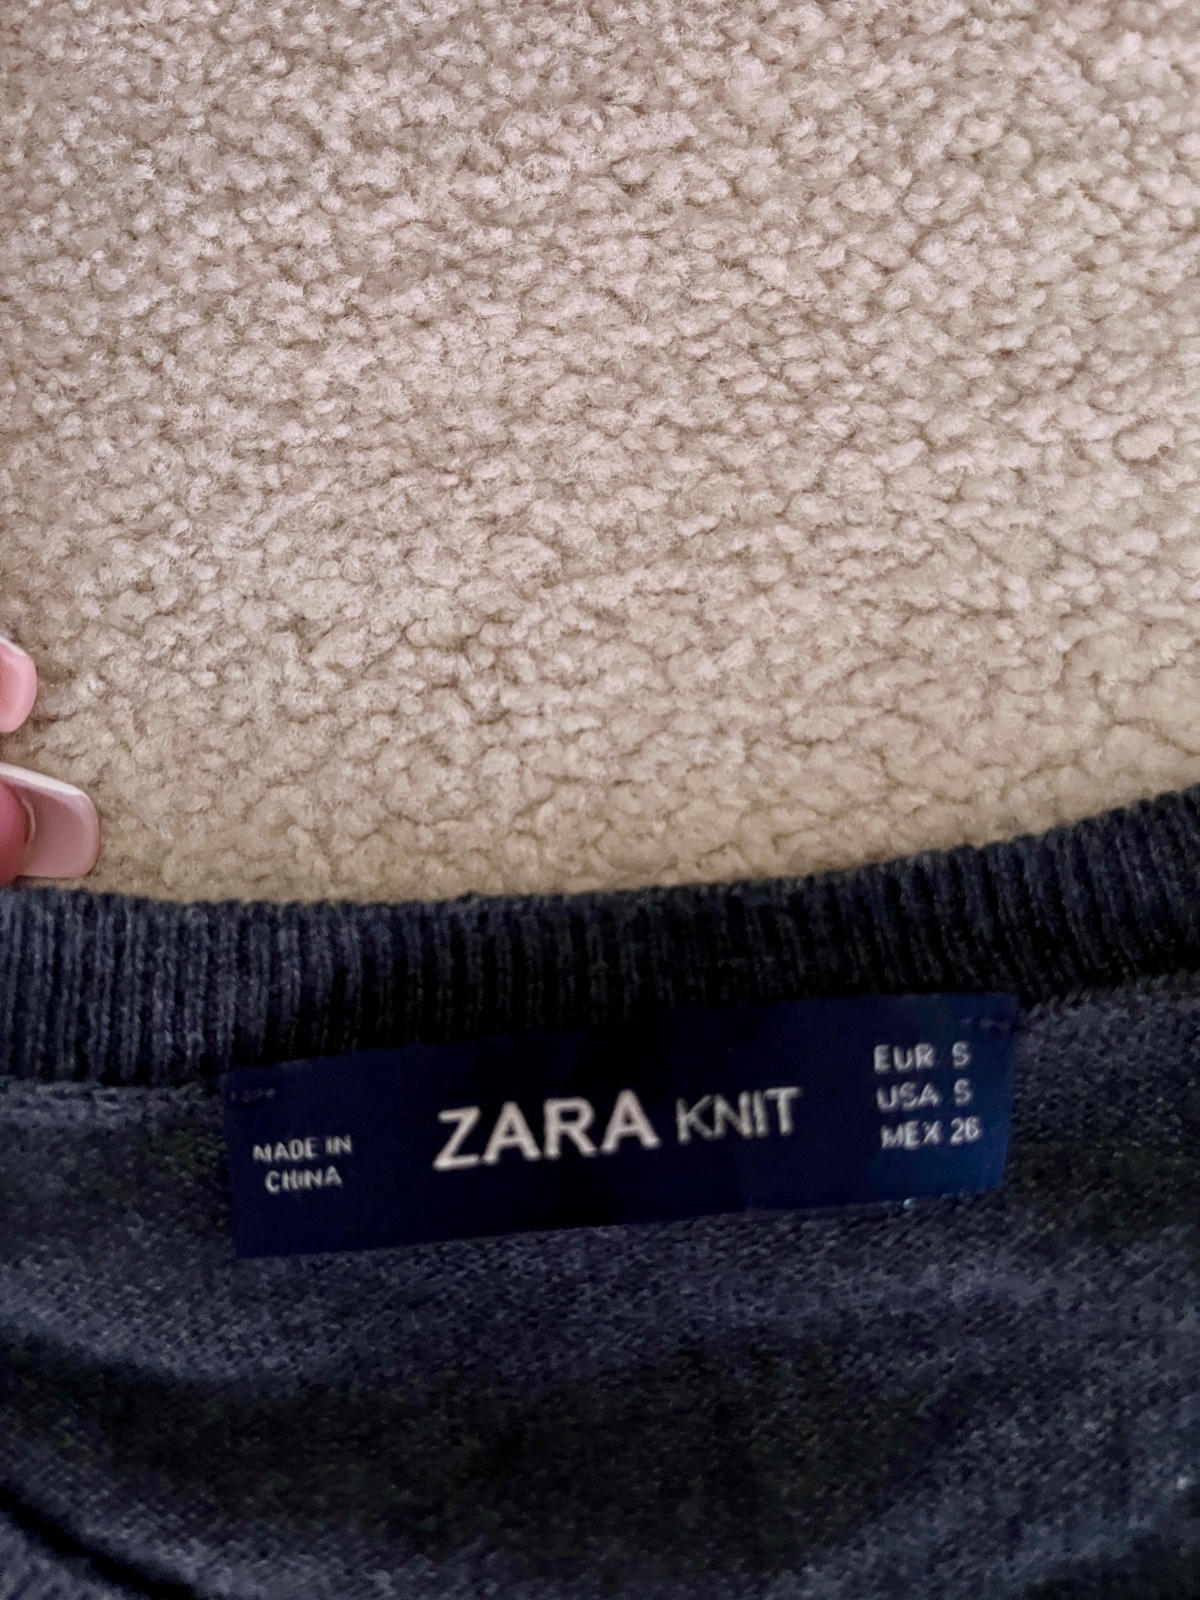 MADE IN
CHINA
ZARA KNIT
EUR S
USA S
MEX 26